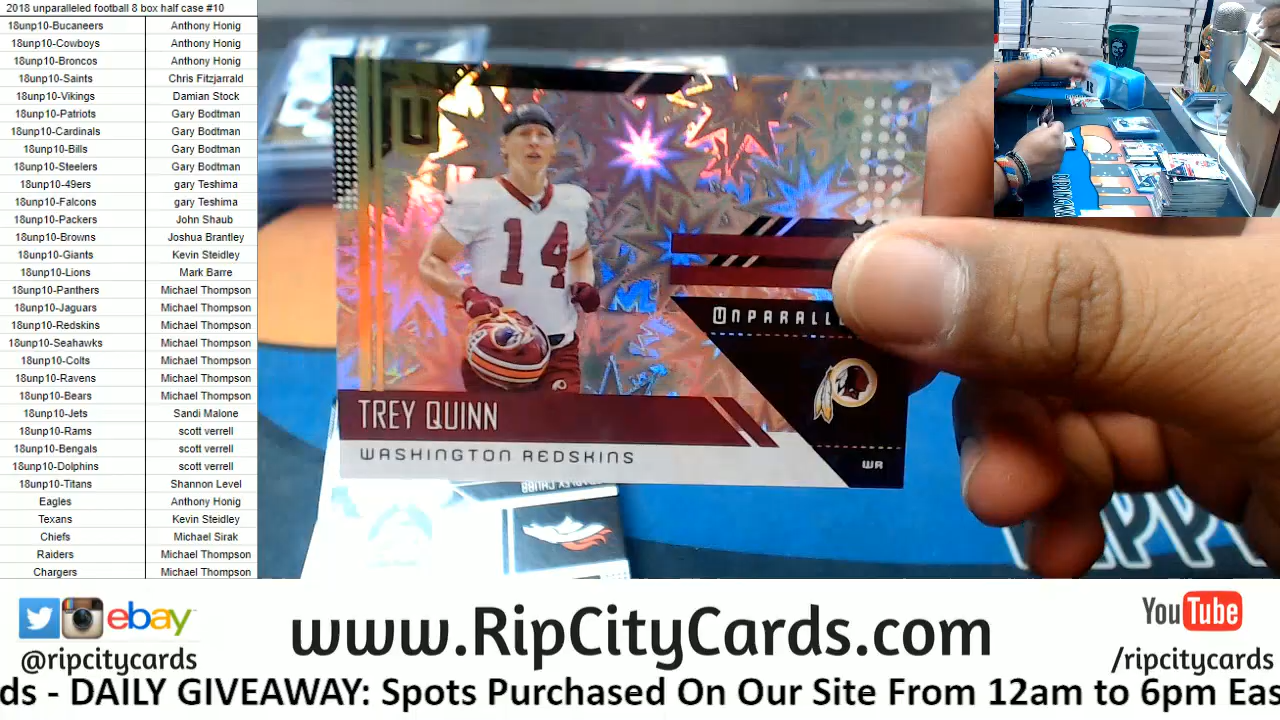 2018 unparalleled football 8 box half case #10
18unp10-Bucaneers Anthony Honig
18unp10-Cowboys Anthony Honig
18unp10-Broncos Anthony Honig
18unp10-Saints Chris Fitzjarrald
18unp10-Vikings Damian Stock
18unp10-Patriots Gary Bodtman
18unp10-Cardinals Gary Bodtman
18unp10-Bills Gary Bodtman
18unp10-Steelers Gary Bodtman
18unp10-49ers gary Teshima
18unp10-Falcons gary Teshima
18unp10-Packers John Shaub
18unp10-Browns Joshua Brantley
18unp10-Giants Kevin Steidley
18unp10-Lions Mark Barre
18unp10-Panthers Michael Thompson
18unp10-Jaguars Michael Thompson
18unp10-Redskins Michael Thompson
18unp10-Seahawks Michael Thompson
18unp10-Colts Michael Thompson
18unp10-Ravens Michael Thompson
18unp10-Bears Michael Thompson
18unp10-Jets Sandi Malone
18unp10-Rams scott verrell
18unp10-Bengals scott verrell
18unp10-Dolphins scott verrell
18unp10-Titans Shannon Level
Eagles Anthony Honig
Texans Kevin Steidley
Chiefs Michael Sirak
Raiders Michael Thompson
Chargers Michael Thompson
14
UNPARALL
TREY QUINN
WASHINGTON REDSKINS
WR
ebay
@ripcitycards
www.RipCityCards.com
YouTube
/ripcitycards
ds - DAILY GIVEAWAY: Spots Purchased On Our Site From 12am to 6pm Eas